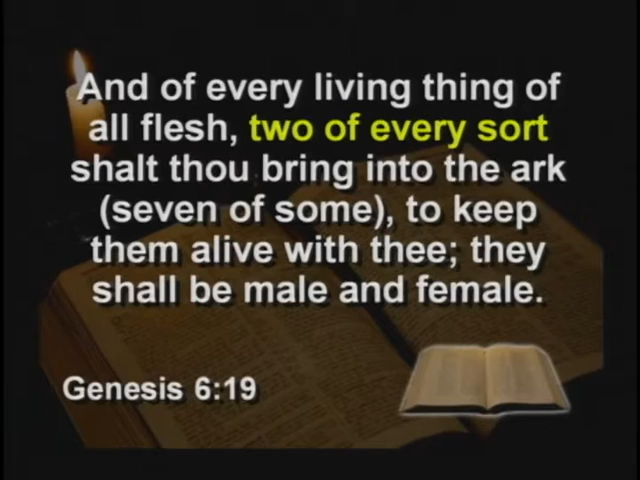 And of every living thing of
all flesh, two of every sort
shalt thou bring into the ark
(seven of some), to keep
them alive with thee; they
shall be male and female.
Genesis 6:19